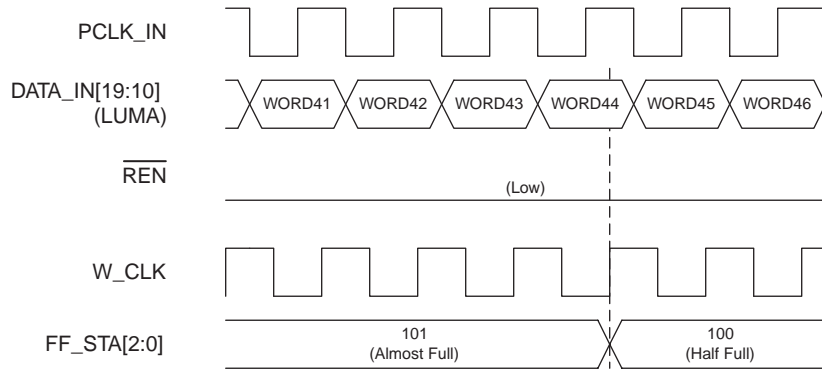 PCLK_IN
DATA_IN[19:10]
(LUMA)
WORD41 WORD42 WORD43 WORD44 WORD45 WORD46
REN
(Low)
W_CLK
FF_STA[2:0]
101
(Almost Full)
100
(Half Full)